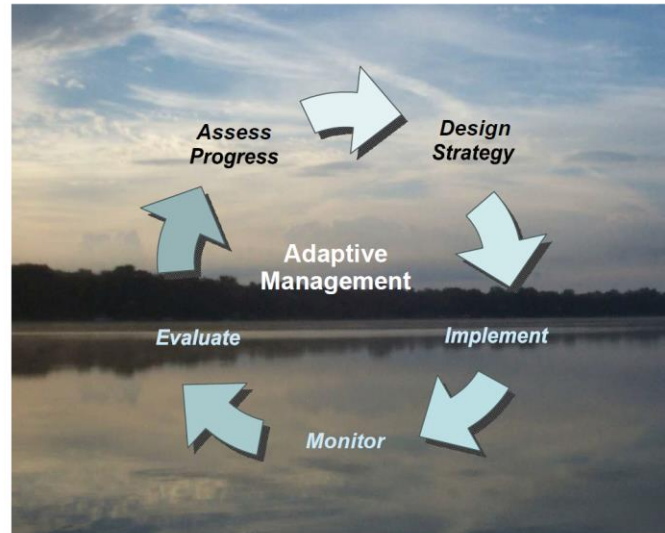 Assess
Progress
Design
Strategy
Adaptive
Management
Evaluate
Implement
Monitor